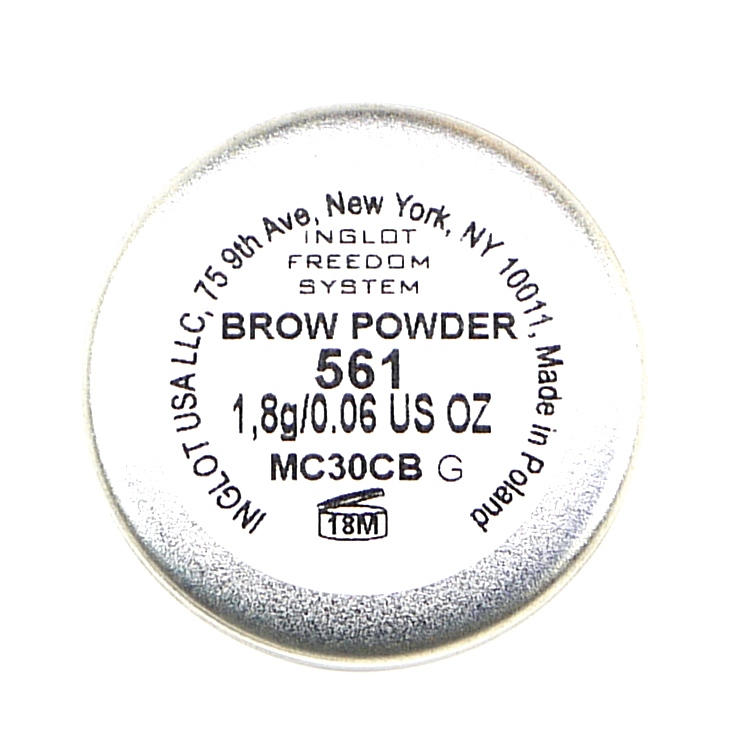 INGLOT USA LLC, 75 9th Ave, New York, NY 10011, Made in Poland
INGLOT
FREEDOM
SYSTEM
BROW POWDER
561
1,8g/0.06 US OZ
MC30CB G
18M